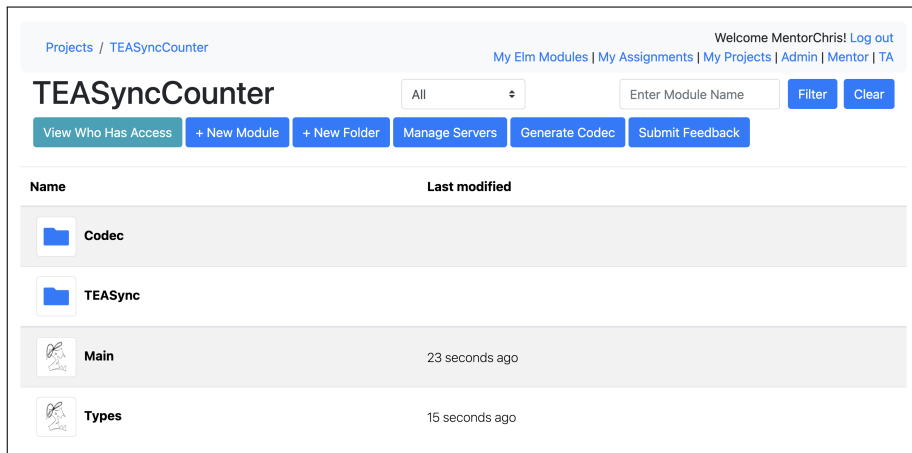 Projects / TEASyncCounter
Welcome MentorChris! Log out
My Elm Modules | My Assignments | My Projects | Admin | Mentor | TA
TEASyncCounter
All
Enter Module Name
Filter
Clear
View Who Has Access
+ New Module
+ New Folder
Manage Servers
Generate Codec
Submit Feedback
Name Last modified
Codec
TEASync
Main 23 seconds ago
Types 15 seconds ago